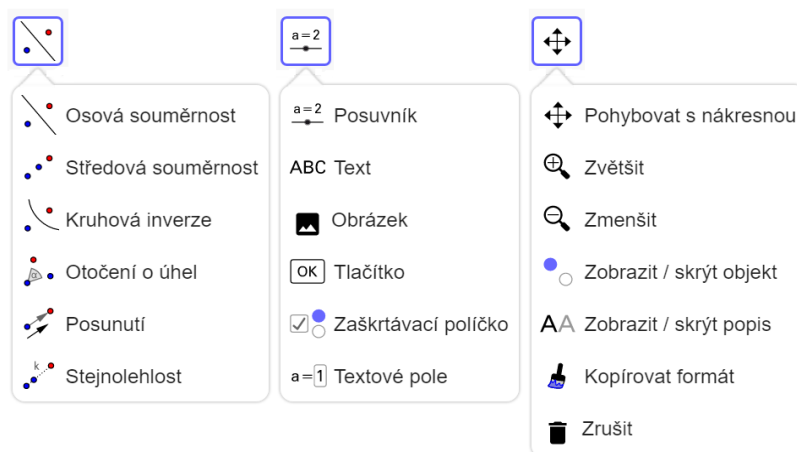 a=2
Osová souměrnost
Středová souměrnost
Kruhová inverze
α Otočení o úhel
Posunutí
k Stejnolehlost
a=2 Posuvník
ABC Text
Obrázek
OK Tlačítko
Zaškrtávací políčko
a=1 Textové pole
Pohybovat s nákresnou
Zvětšit
Zmenšit
Zobrazit / skrýt objekt
AA Zobrazit / skrýt popis
Kopírovat formát
Zrušit